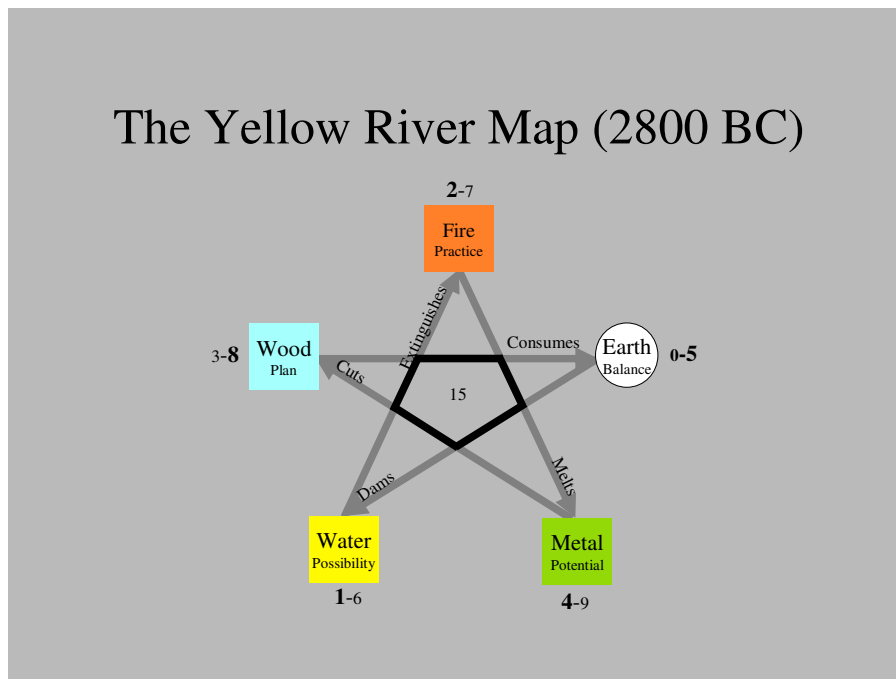 The Yellow River Map (2800 BC)
2-7
Fire
Practice
Extinguishes
Consumes
3-8
Wood
Plan
Cuts
15
Earth
Balance
0-5
Dams
Melts
Water
Possibility
1-6
Metal
Potential
4-9